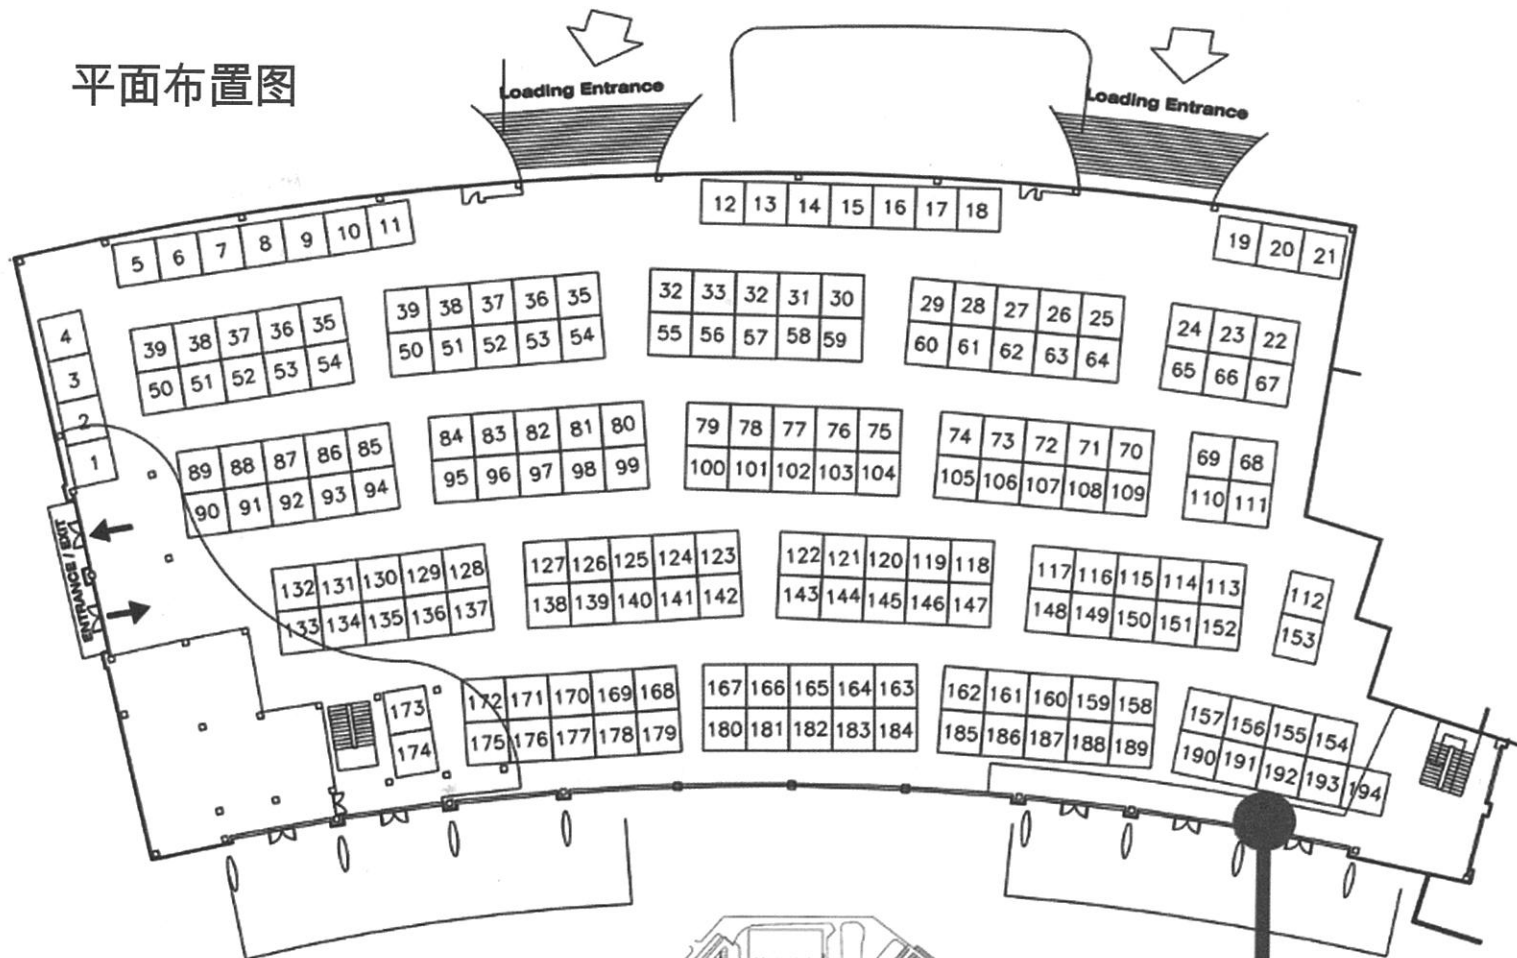 平面布置图
Loading Entrance
Loading Entrance
12 13 14 15 16 17 18
5 6 7 8 9 10 11
19 20 21
4
3
2
1
39 38 37 36 35
50 51 52 53 54
39 38 37 36 35
50 51 52 53 54
32 33 32 31 30
55 56 57 58 59
29 28 27 26 25
60 61 62 63 64
24 23 22
65 66 67
89 88 87 86 85
90 91 92 93 94
84 83 82 81 80
95 96 97 98 99
79 78 77 76 75
100 101 102 103 104
74 73 72 71 70
105 106 107 108 109
69 68
110 111
ENTRANCE / EXIT
132 131 130 129 128
133 134 135 136 137
127 126 125 124 123
138 139 140 141 142
122 121 120 119 118
143 144 145 146 147
117 116 115 114 113
148 149 150 151 152
112
153
173
174
172 171 170 169 168
175 176 177 178 179
167 166 165 164 163
180 181 182 183 184
162 161 160 159 158
185 186 187 188 189
157 156 155 154
190 191 192 193 194